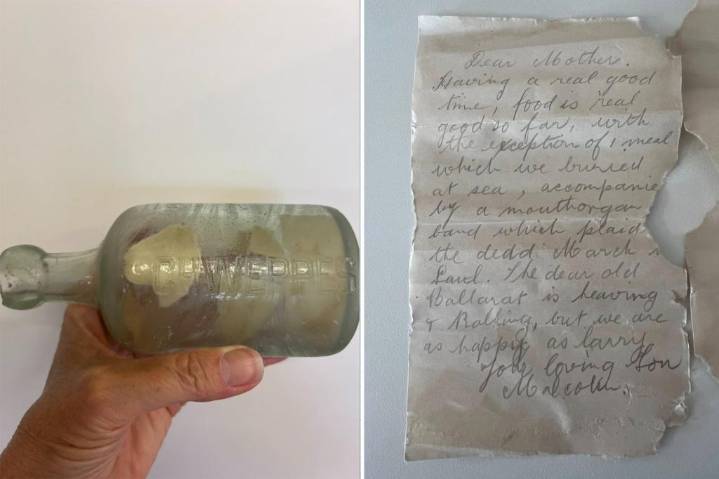 SCHWEPPES
Dear Mother.
Having a real good
time, food is real
good so far, with
the exception of 1 meal
which we burried
at sea, accompanie
by a mouthorgan
band which plaid
the dedd March
Saul. The dear old
Ballarat is heaving
& Rolling, but we are
as happy as larry
Your loving Son
Malcolm.